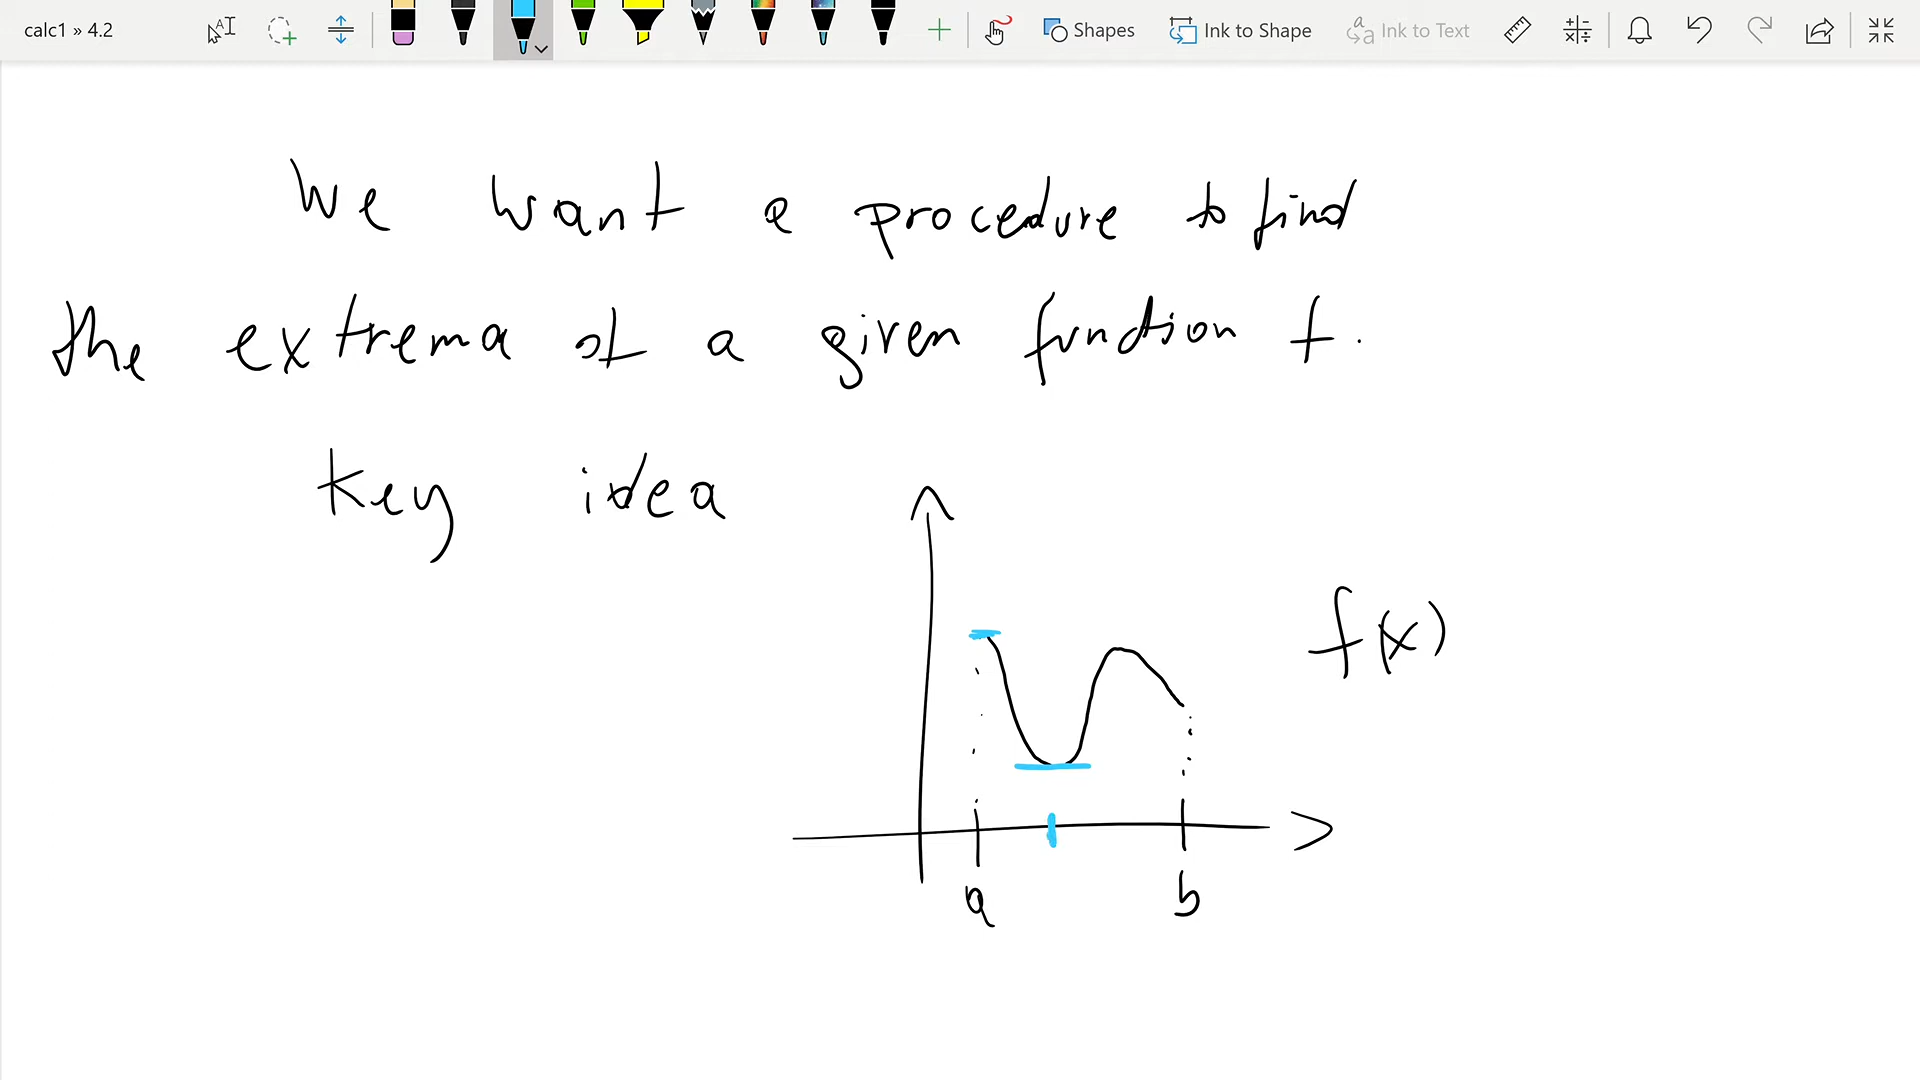 calc1 » 4.2
Shapes
Ink to Shape
Ink to Text
We want a procedure to find
the extrema of a given function f.
Key idea
f(x)
a
b